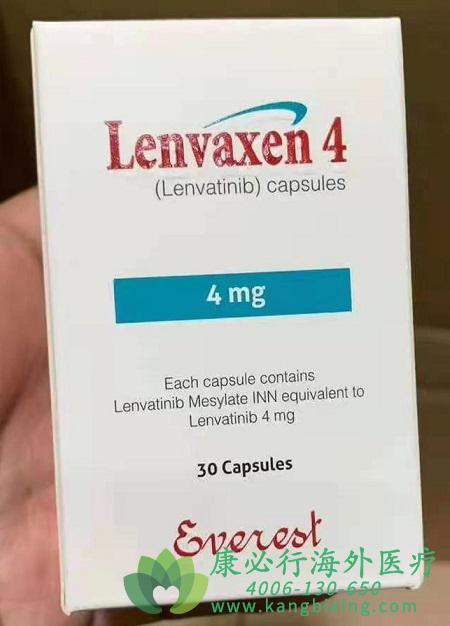 Lenvaxen 4
(Lenvatinib) capsules
4 mg
Each capsule contains
Lenvatinib Mesylate INN equivalent to
Lenvatinib 4 mg
30 Capsules
Everest
康必行海外医疗
4006-130-650
www.kangbixing.com